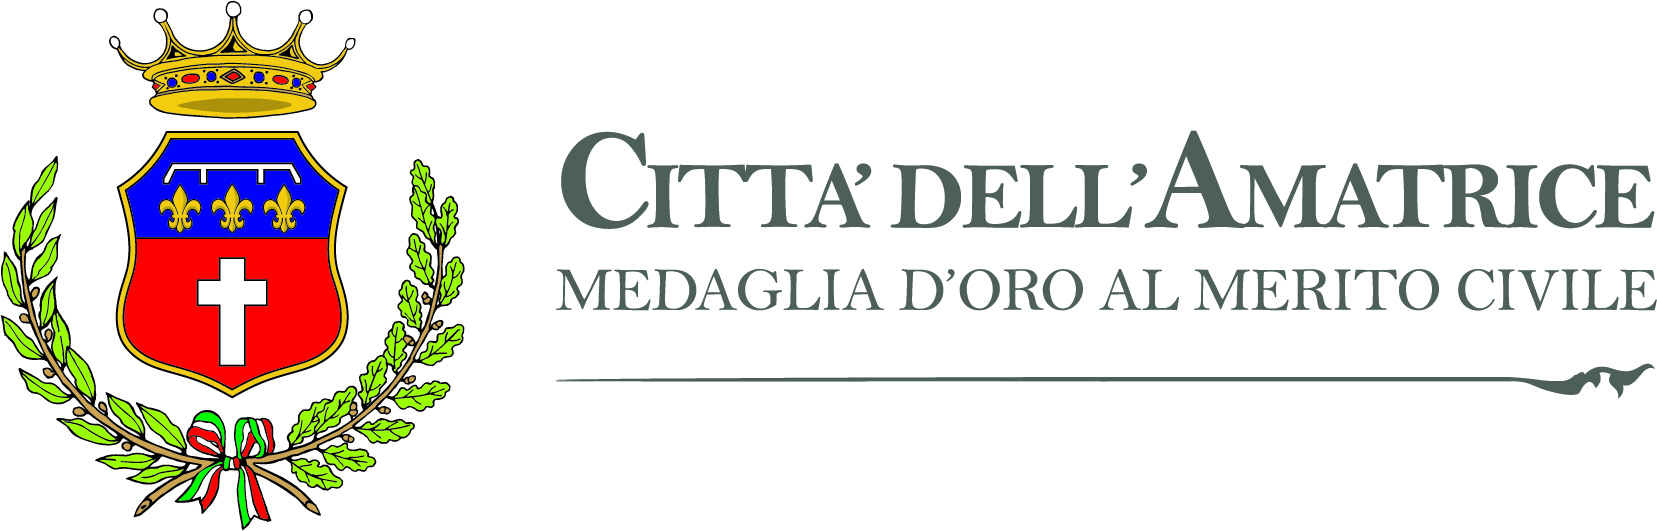 CITTA' DELL'AMATRICE
MEDAGLIA D'ORO AL MERITO CIVILE